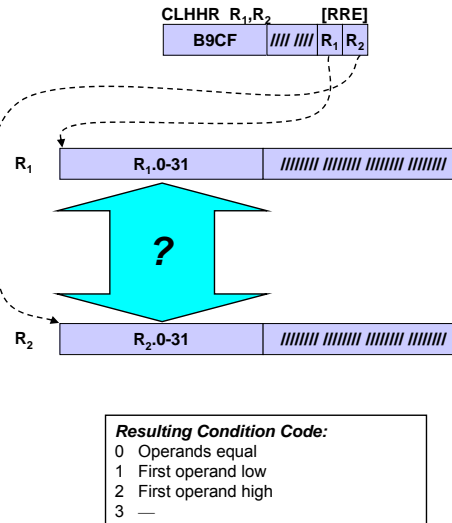 CLHHR R₁,R₂ [RRE]
B9CF //// //// R₁ R₂
R₁ R₁.0-31 //////// //////// //////// ////////
?
R₂ R₂.0-31 //////// //////// //////// ////////
Resulting Condition Code:
0 Operands equal
1 First operand low
2 First operand high
3 —